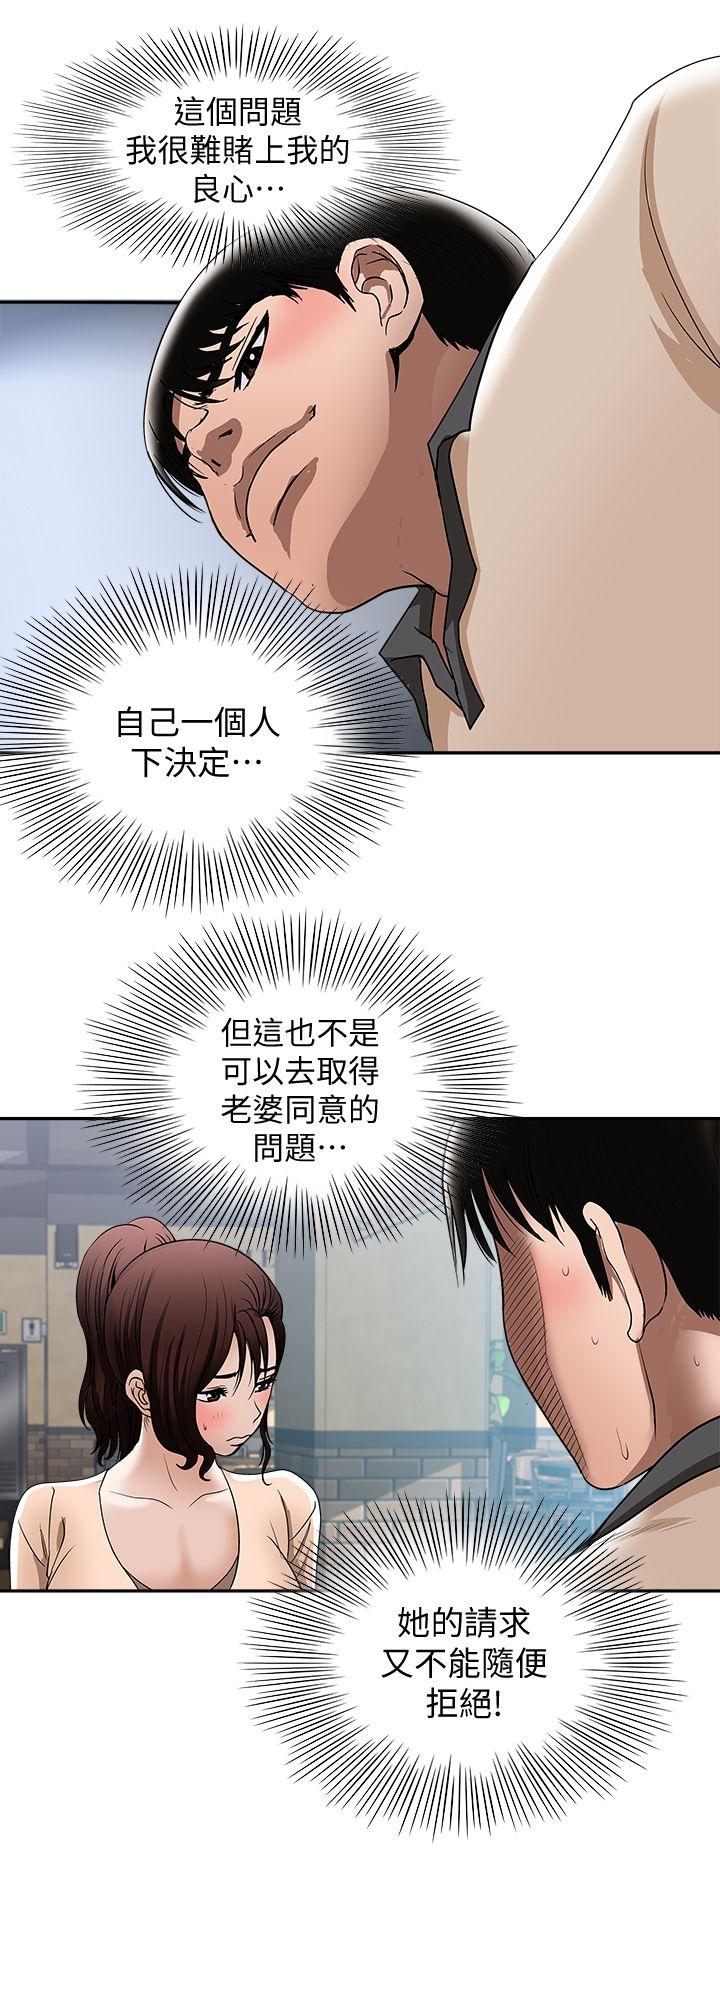 這個問題
我很難賭上我的
良心…
自己一個人
下決定…
但這也不是
可以去取得
老婆同意的
問題…
她的請求
又不能隨便
拒絕!